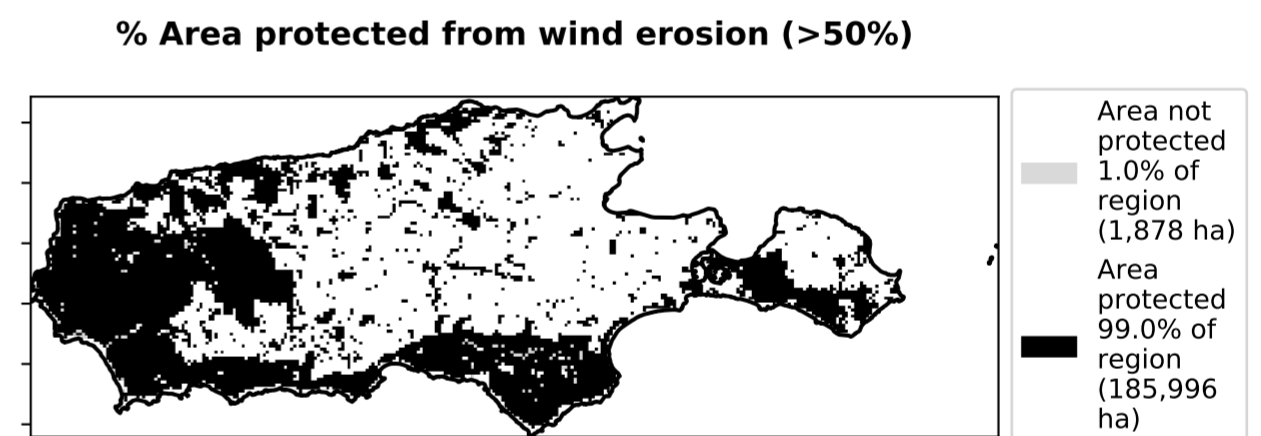 % Area protected from wind erosion (>50%)
Area not
protected
1.0% of
region
(1,878 ha)
Area
protected
99.0% of
region
(185,996
ha)